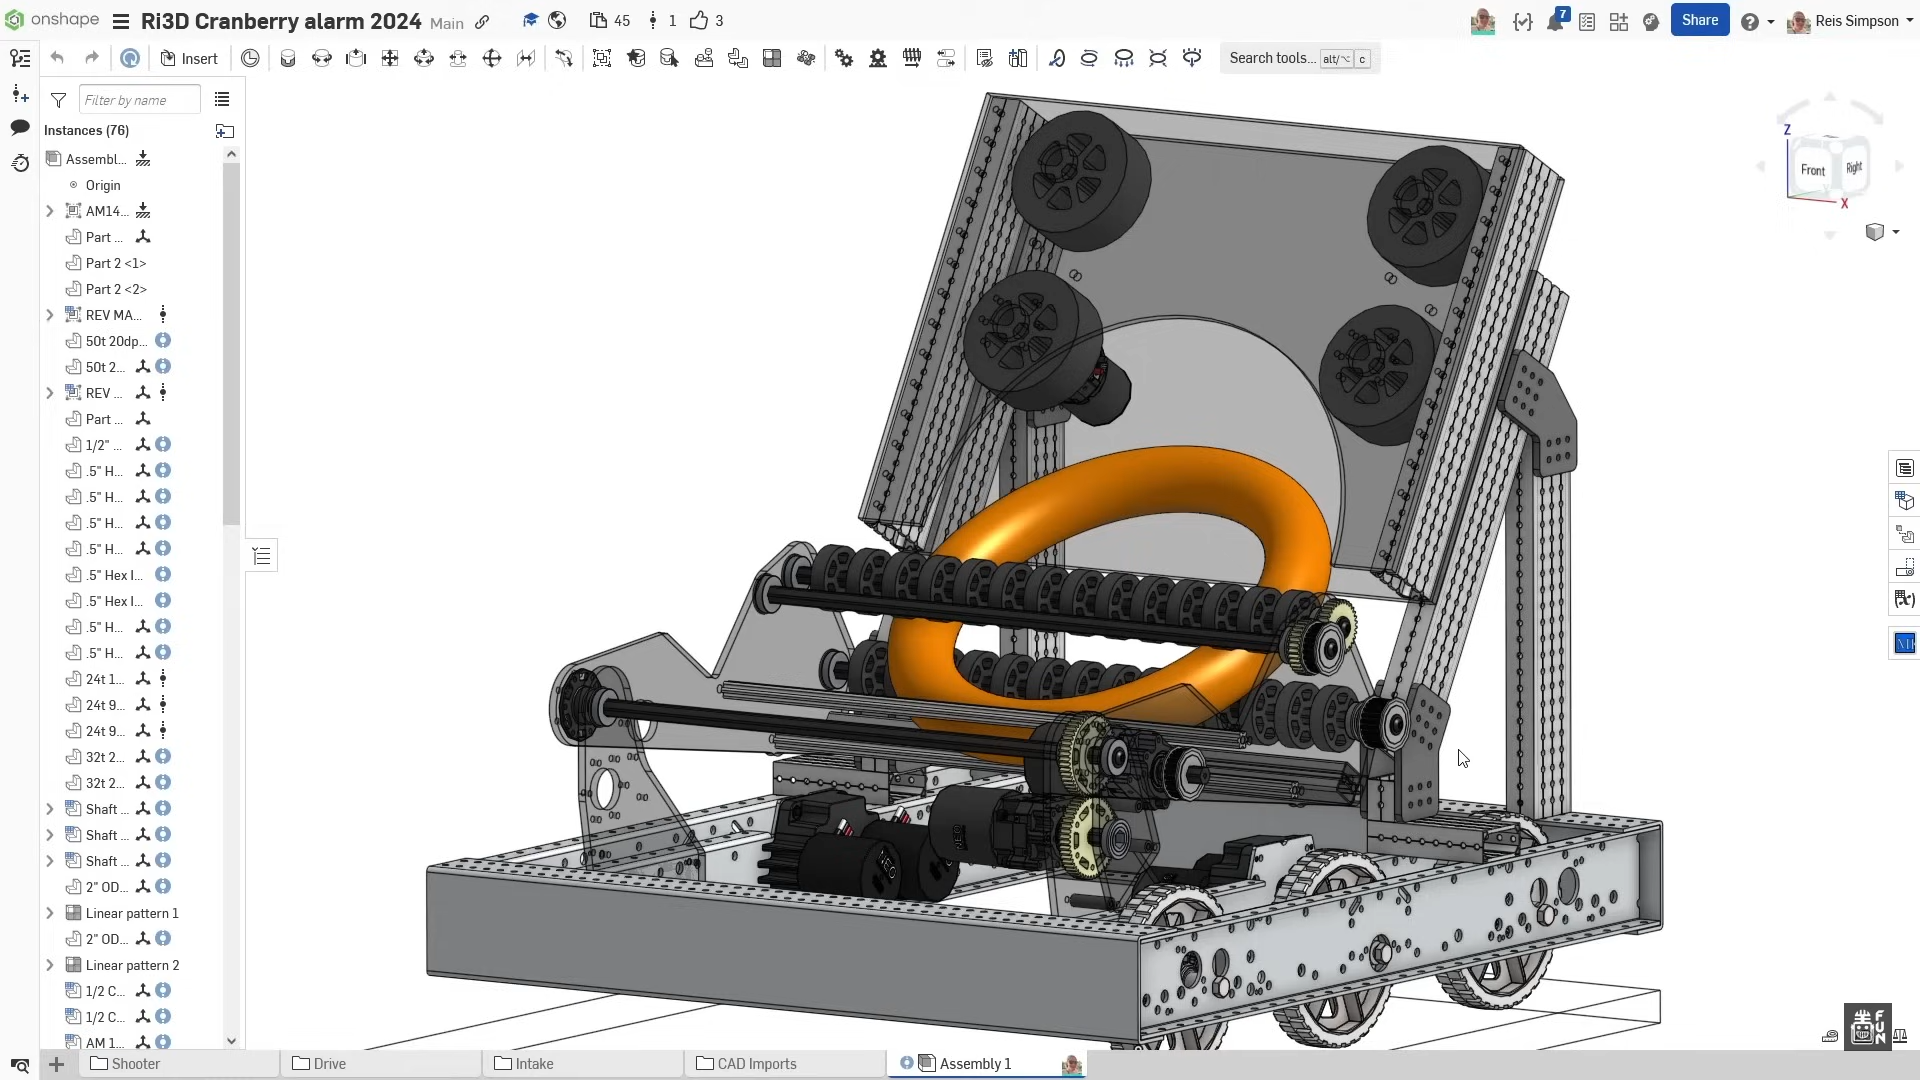 onshape
Ri3D Cranberry alarm 2024 Main
45
1
3
7
Share
Reis Simpson
Insert
Search tools... alt/⌥ c
Filter by name
Instances (76)
Assembl...
Origin
AM14...
Part ...
Part 2 <1>
Part 2 <2>
REV MA...
50t 20dp...
50t 2...
REV ...
Part ...
1/2" ...
.5" H...
.5" H...
.5" H...
.5" H...
.5" Hex I...
.5" Hex I...
.5" H...
.5" H...
24t 1...
24t 9...
24t 9...
32t 2...
32t 2...
Shaft ...
Shaft ...
Shaft ...
2" OD...
Linear pattern 1
2" OD...
Linear pattern 2
1/2 C...
1/2 C...
AM 1...
Z
Front
Right
X
NEO
NEO
FUN
Shooter
Drive
Intake
CAD Imports
Assembly 1